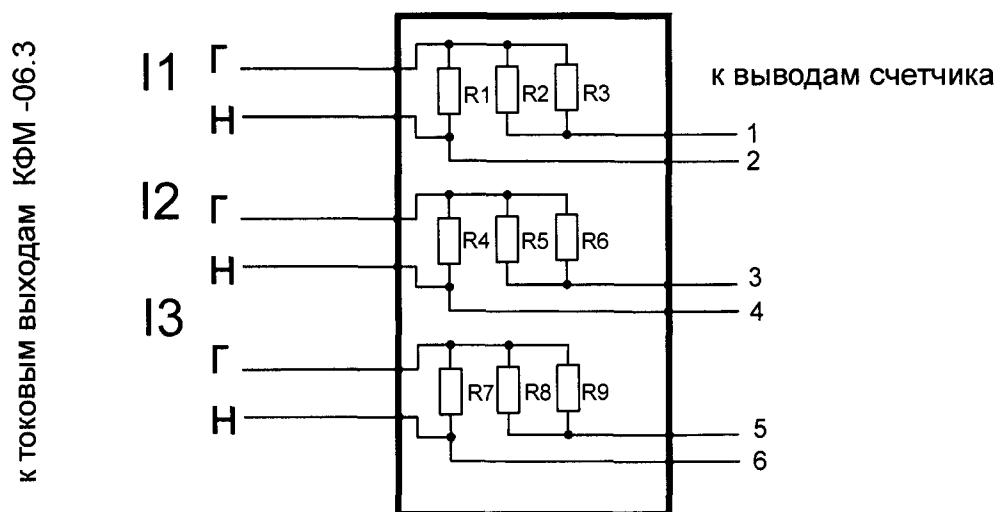 к токовым выходам КФМ -06.3
I1
Г
Н
R1 R2 R3
к выводам счетчика
1
2
I2
Г
Н
R4 R5 R6
3
4
I3
Г
Н
R7 R8 R9
5
6